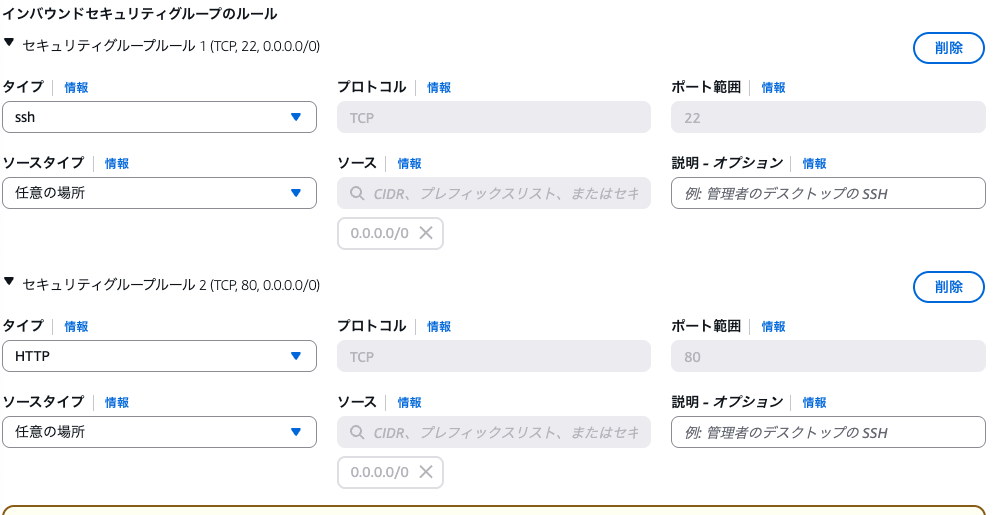 インバウンドセキュリティグループのルール
セキュリティグループルール 1 (TCP, 22, 0.0.0.0/0)
削除
タイプ 情報
プロトコル 情報
ポート範囲 情報
ssh
TCP
22
ソースタイプ 情報
ソース 情報
説明 - オプション 情報
任意の場所
CIDR、プレフィックスリスト、またはセキ
例: 管理者のデスクトップの SSH
0.0.0.0/0
セキュリティグループルール 2 (TCP, 80, 0.0.0.0/0)
削除
タイプ 情報
プロトコル 情報
ポート範囲 情報
HTTP
TCP
80
ソースタイプ 情報
ソース 情報
説明 - オプション 情報
任意の場所
CIDR、プレフィックスリスト、またはセキ
例: 管理者のデスクトップの SSH
0.0.0.0/0